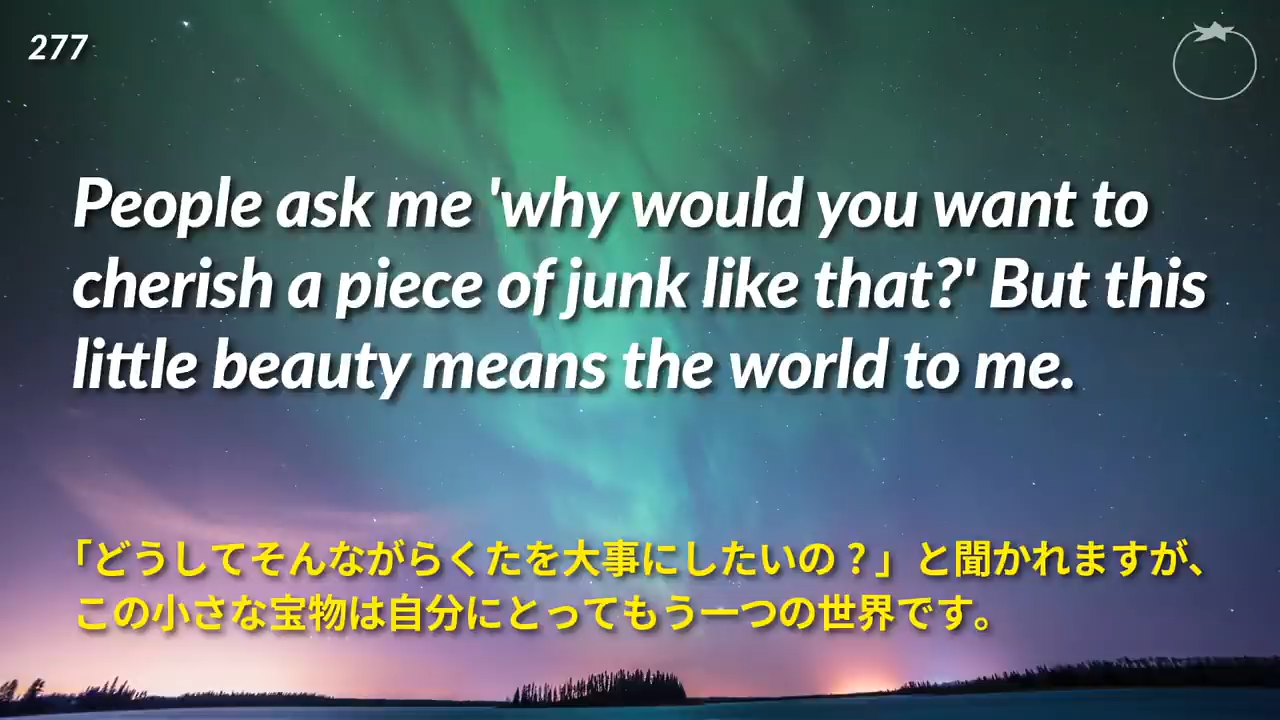 277
People ask me 'why would you want to
cherish a piece of junk like that?' But this
little beauty means the world to me.
「どうしてそんながらくたを大事にしたいの？」と聞かれますが、
この小さな宝物は自分にとってもう一つの世界です。